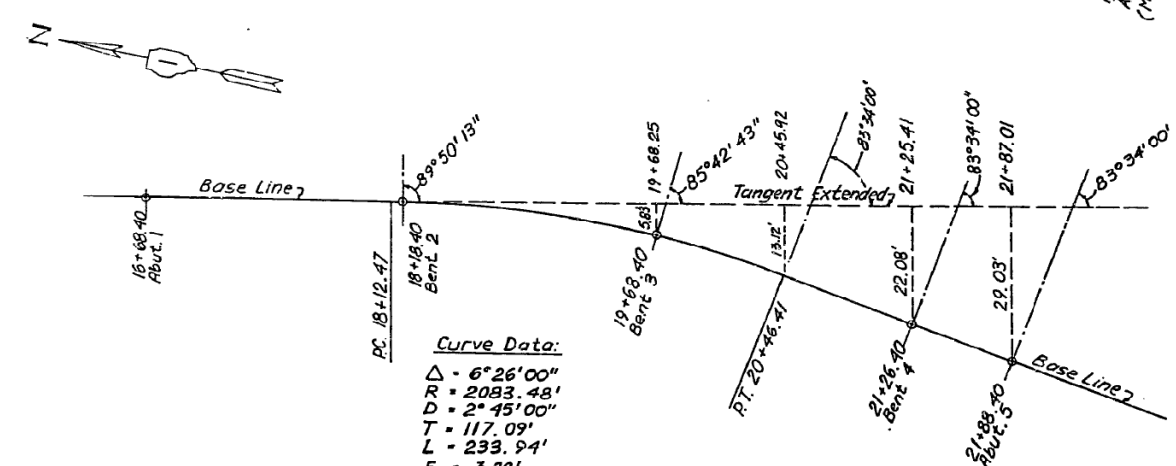 N
Base Line
16+68.40
Abut. 1
P.C. 18+12.47
89°50'13"
18+18.40
Bent 2
19+68.25
5.83'
85°42'43"
19+68.40
Bent 3
Tangent Extended
20+45.92
13.12'
83°34'00"
P.T. 20+46.41
21+25.41
22.08'
83°34'00"
21+26.40
Bent 4
21+87.01
29.03'
83°34'00"
21+88.40
Abut. 5
Base Line
Curve Data:
Δ - 6°26'00"
R = 2083.48'
D = 2°45'00"
T = 117.09'
L - 233.94'